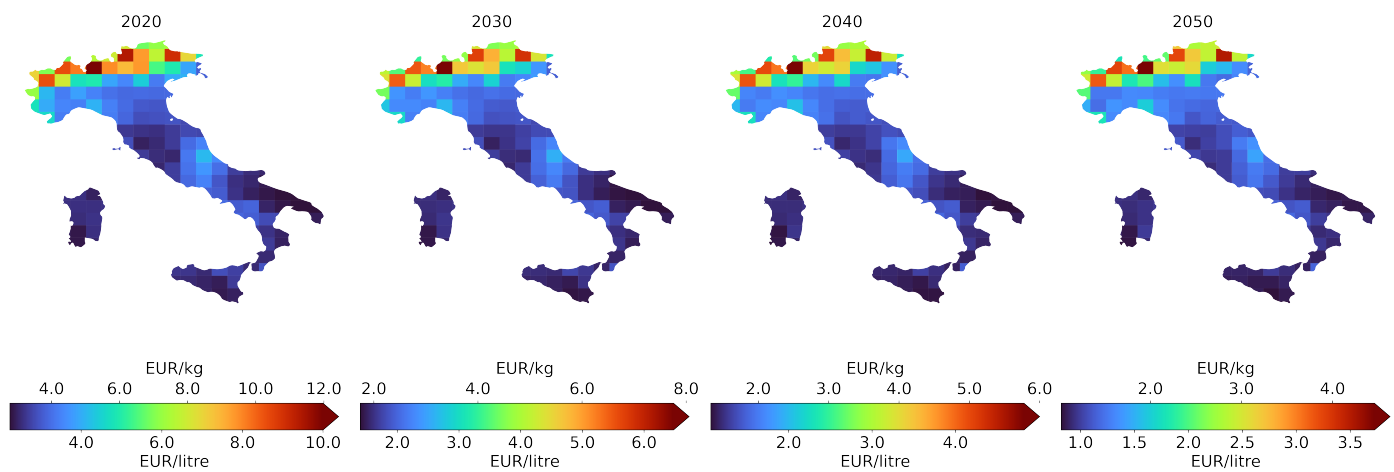 2020 2030 2040 2050
EUR/kg EUR/kg EUR/kg EUR/kg
4.0 6.0 8.0 10.0 12.0 2.0 4.0 6.0 8.0 2.0 3.0 4.0 5.0 6.0 2.0 3.0 4.0
4.0 6.0 8.0 10.0 2.0 3.0 4.0 5.0 6.0 2.0 3.0 4.0 1.0 1.5 2.0 2.5 3.0 3.5
EUR/litre EUR/litre EUR/litre EUR/litre